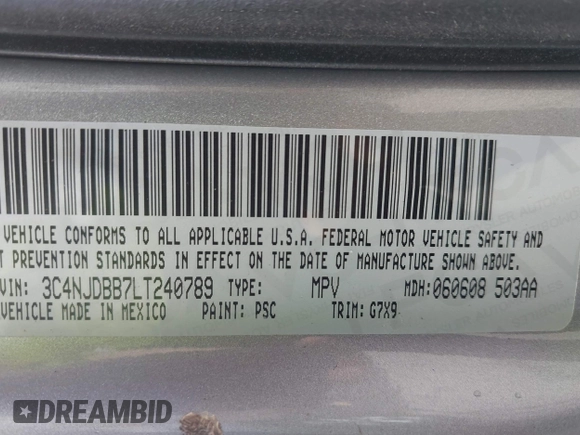 VEHICLE CONFORMS TO ALL APPLICABLE U.S.A. FEDERAL MOTOR VEHICLE SAFETY AND
T PREVENTION STANDARDS IN EFFECT ON THE DATE OF MANUFACTURE SHOWN ABOVE.
VIN: 3C4NJDBB7LT240789 TYPE: MPV MDH: 060608 503AA
VEHICLE MADE IN MEXICO PAINT: PSC TRIM: G7X9
DREAMBID